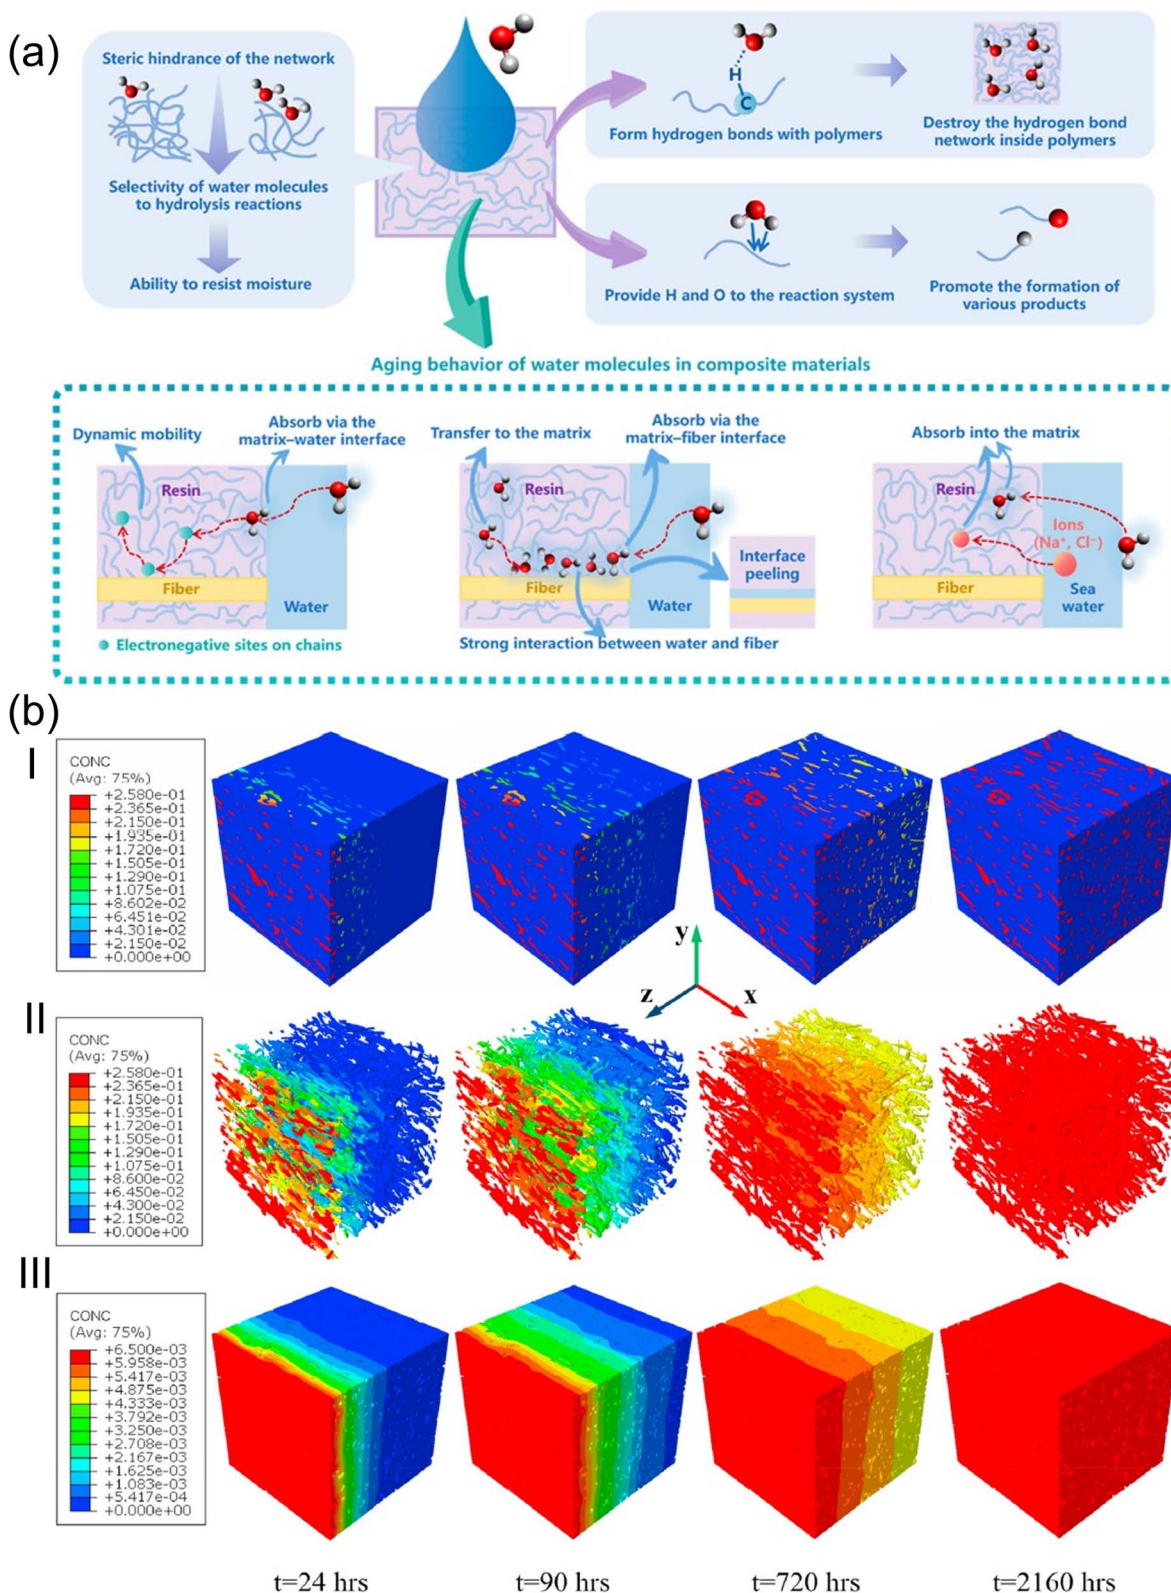 (a)
Steric hindrance of the network
Selectivity of water molecules
to hydrolysis reactions
Ability to resist moisture
H
C
Form hydrogen bonds with polymers
Destroy the hydrogen bond
network inside polymers
Provide H and O to the reaction system
Promote the formation of
various products
Aging behavior of water molecules in composite materials
Dynamic mobility
Absorb via the
matrix–water interface
Resin
Fiber
Water
Electronegative sites on chains
Transfer to the matrix
Absorb via the
matrix–fiber interface
Resin
Fiber
Water
Interface
peeling
Strong interaction between water and fiber
Absorb into the matrix
Resin
Ions
(Na⁺, Cl⁻)
Fiber
Sea
water
(b)
I
CONC
(Avg: 75%)
+2.580e-01
+2.365e-01
+2.150e-01
+1.935e-01
+1.720e-01
+1.505e-01
+1.290e-01
+1.075e-01
+8.602e-02
+6.451e-02
+4.301e-02
+2.150e-02
+0.000e+00
y
z
x
II
CONC
(Avg: 75%)
+2.580e-01
+2.365e-01
+2.150e-01
+1.935e-01
+1.720e-01
+1.505e-01
+1.290e-01
+1.075e-01
+8.600e-02
+6.450e-02
+4.300e-02
+2.150e-02
+0.000e+00
III
CONC
(Avg: 75%)
+6.500e-03
+5.958e-03
+5.417e-03
+4.875e-03
+4.333e-03
+3.792e-03
+3.250e-03
+2.708e-03
+2.167e-03
+1.625e-03
+1.083e-03
+5.417e-04
+0.000e+00
t=24 hrs
t=90 hrs
t=720 hrs
t=2160 hrs